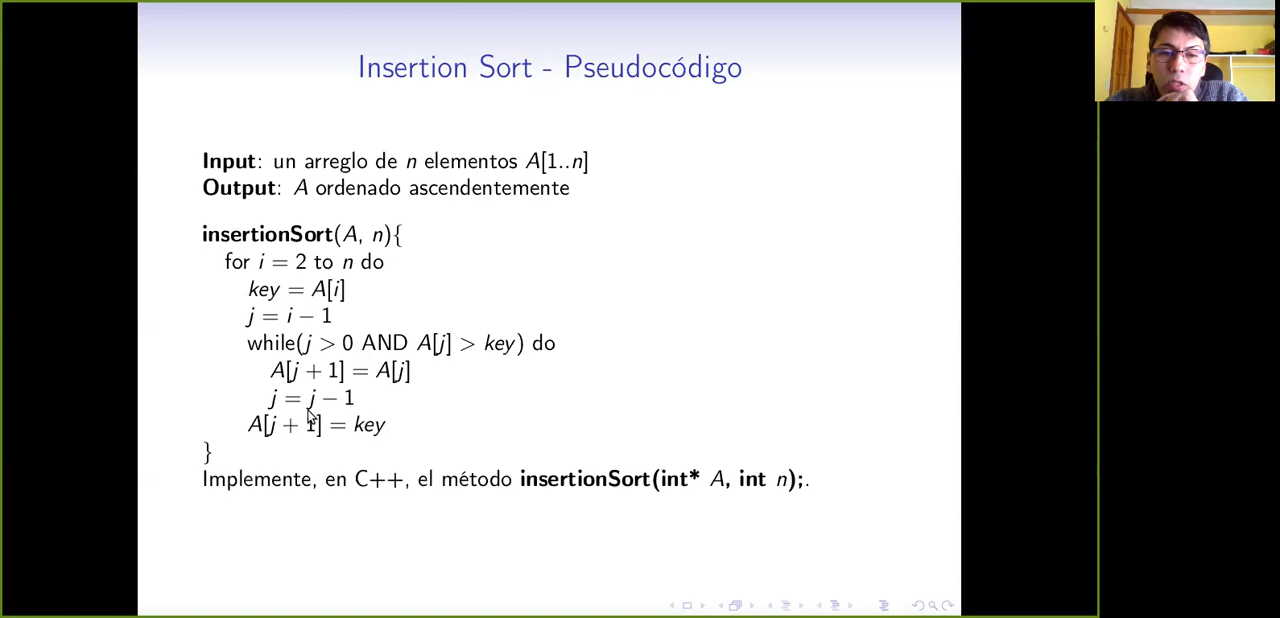 Insertion Sort - Pseudocódigo
Input: un arreglo de n elementos A[1..n]
Output: A ordenado ascendentemente
insertionSort(A, n){
for i = 2 to n do
key = A[i]
j = i − 1
while(j > 0 AND A[j] > key) do
A[j + 1] = A[j]
j = j − 1
A[j + 1] = key
}
Implemente, en C++, el método insertionSort(int* A, int n);.